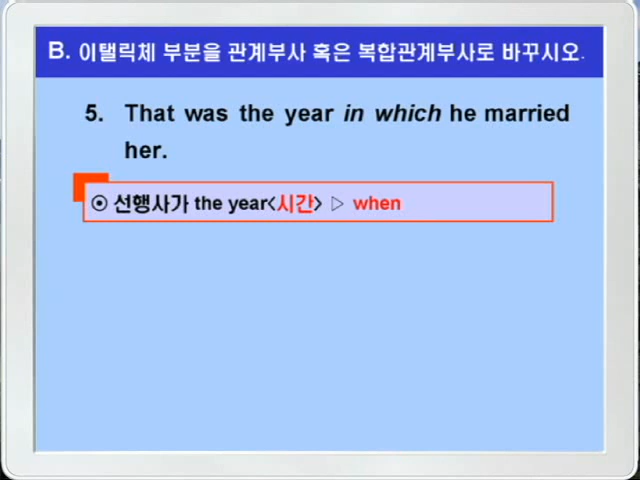 B. 이탤릭체 부분을 관계부사 혹은 복합관계부사로 바꾸시오.
5. That was the year in which he married
her.
⊙ 선행사가 the year<시간> ▷ when